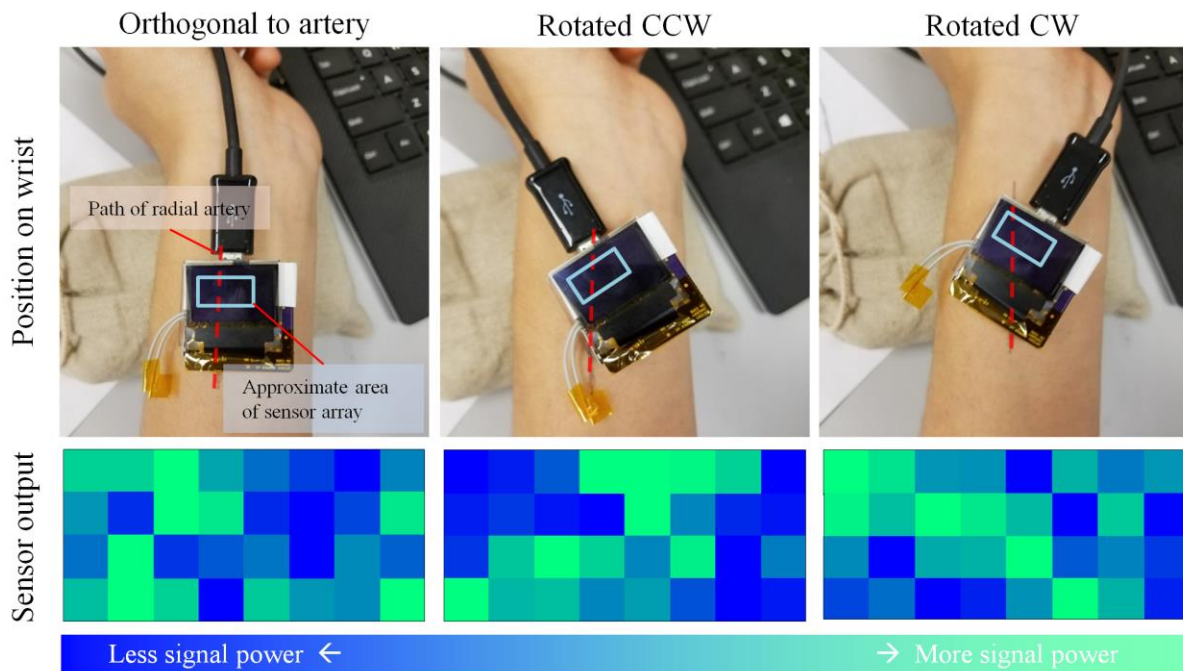 Orthogonal to artery
Rotated CCW
Rotated CW
Position on wrist
Path of radial artery
Approximate area
of sensor array
Sensor output
Less signal power ←
→ More signal power